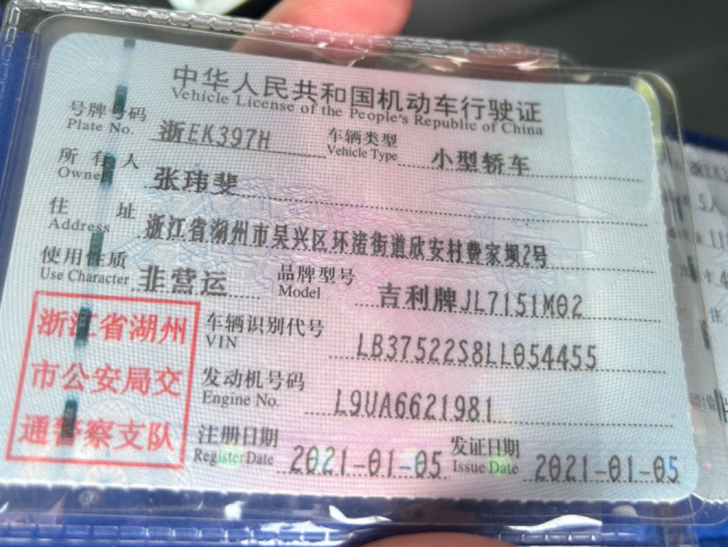 中华人民共和国机动车行驶证
Vehicle License of the People's Republic of China
号牌号码 浙EK397H 车辆类型 小型轿车
Plate No. Vehicle Type
所有人 张玮斐
Owner
住址 浙江省湖州市吴兴区环渚街道欣安村费家坝2号
Address
使用性质 非营运 品牌型号 吉利牌JL7151M02
Use Character Model
浙江省湖州
市公安局交
通警察支队
车辆识别代号 LB37522S8LL054455
VIN
发动机号码 L9UA6621981
Engine No.
注册日期 2021-01-05 发证日期 2021-01-05
Register Date Issue Date